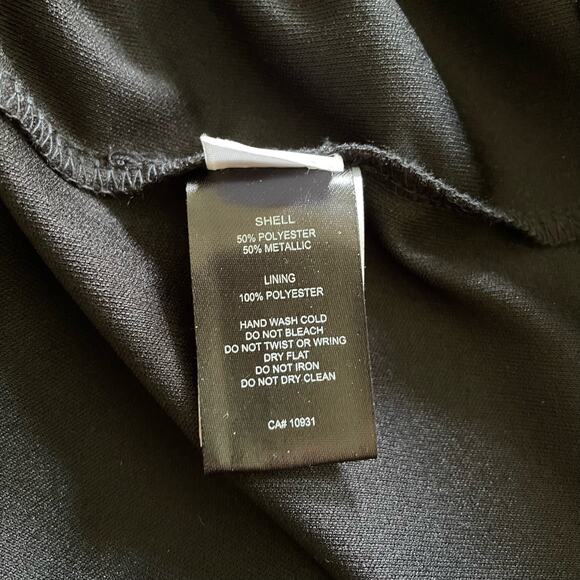 SHELL
50% POLYESTER
50% METALLIC
LINING
100% POLYESTER
HAND WASH COLD
DO NOT BLEACH
DO NOT TWIST OR WRING
DRY FLAT
DO NOT IRON
DO NOT DRY CLEAN
CA# 10931